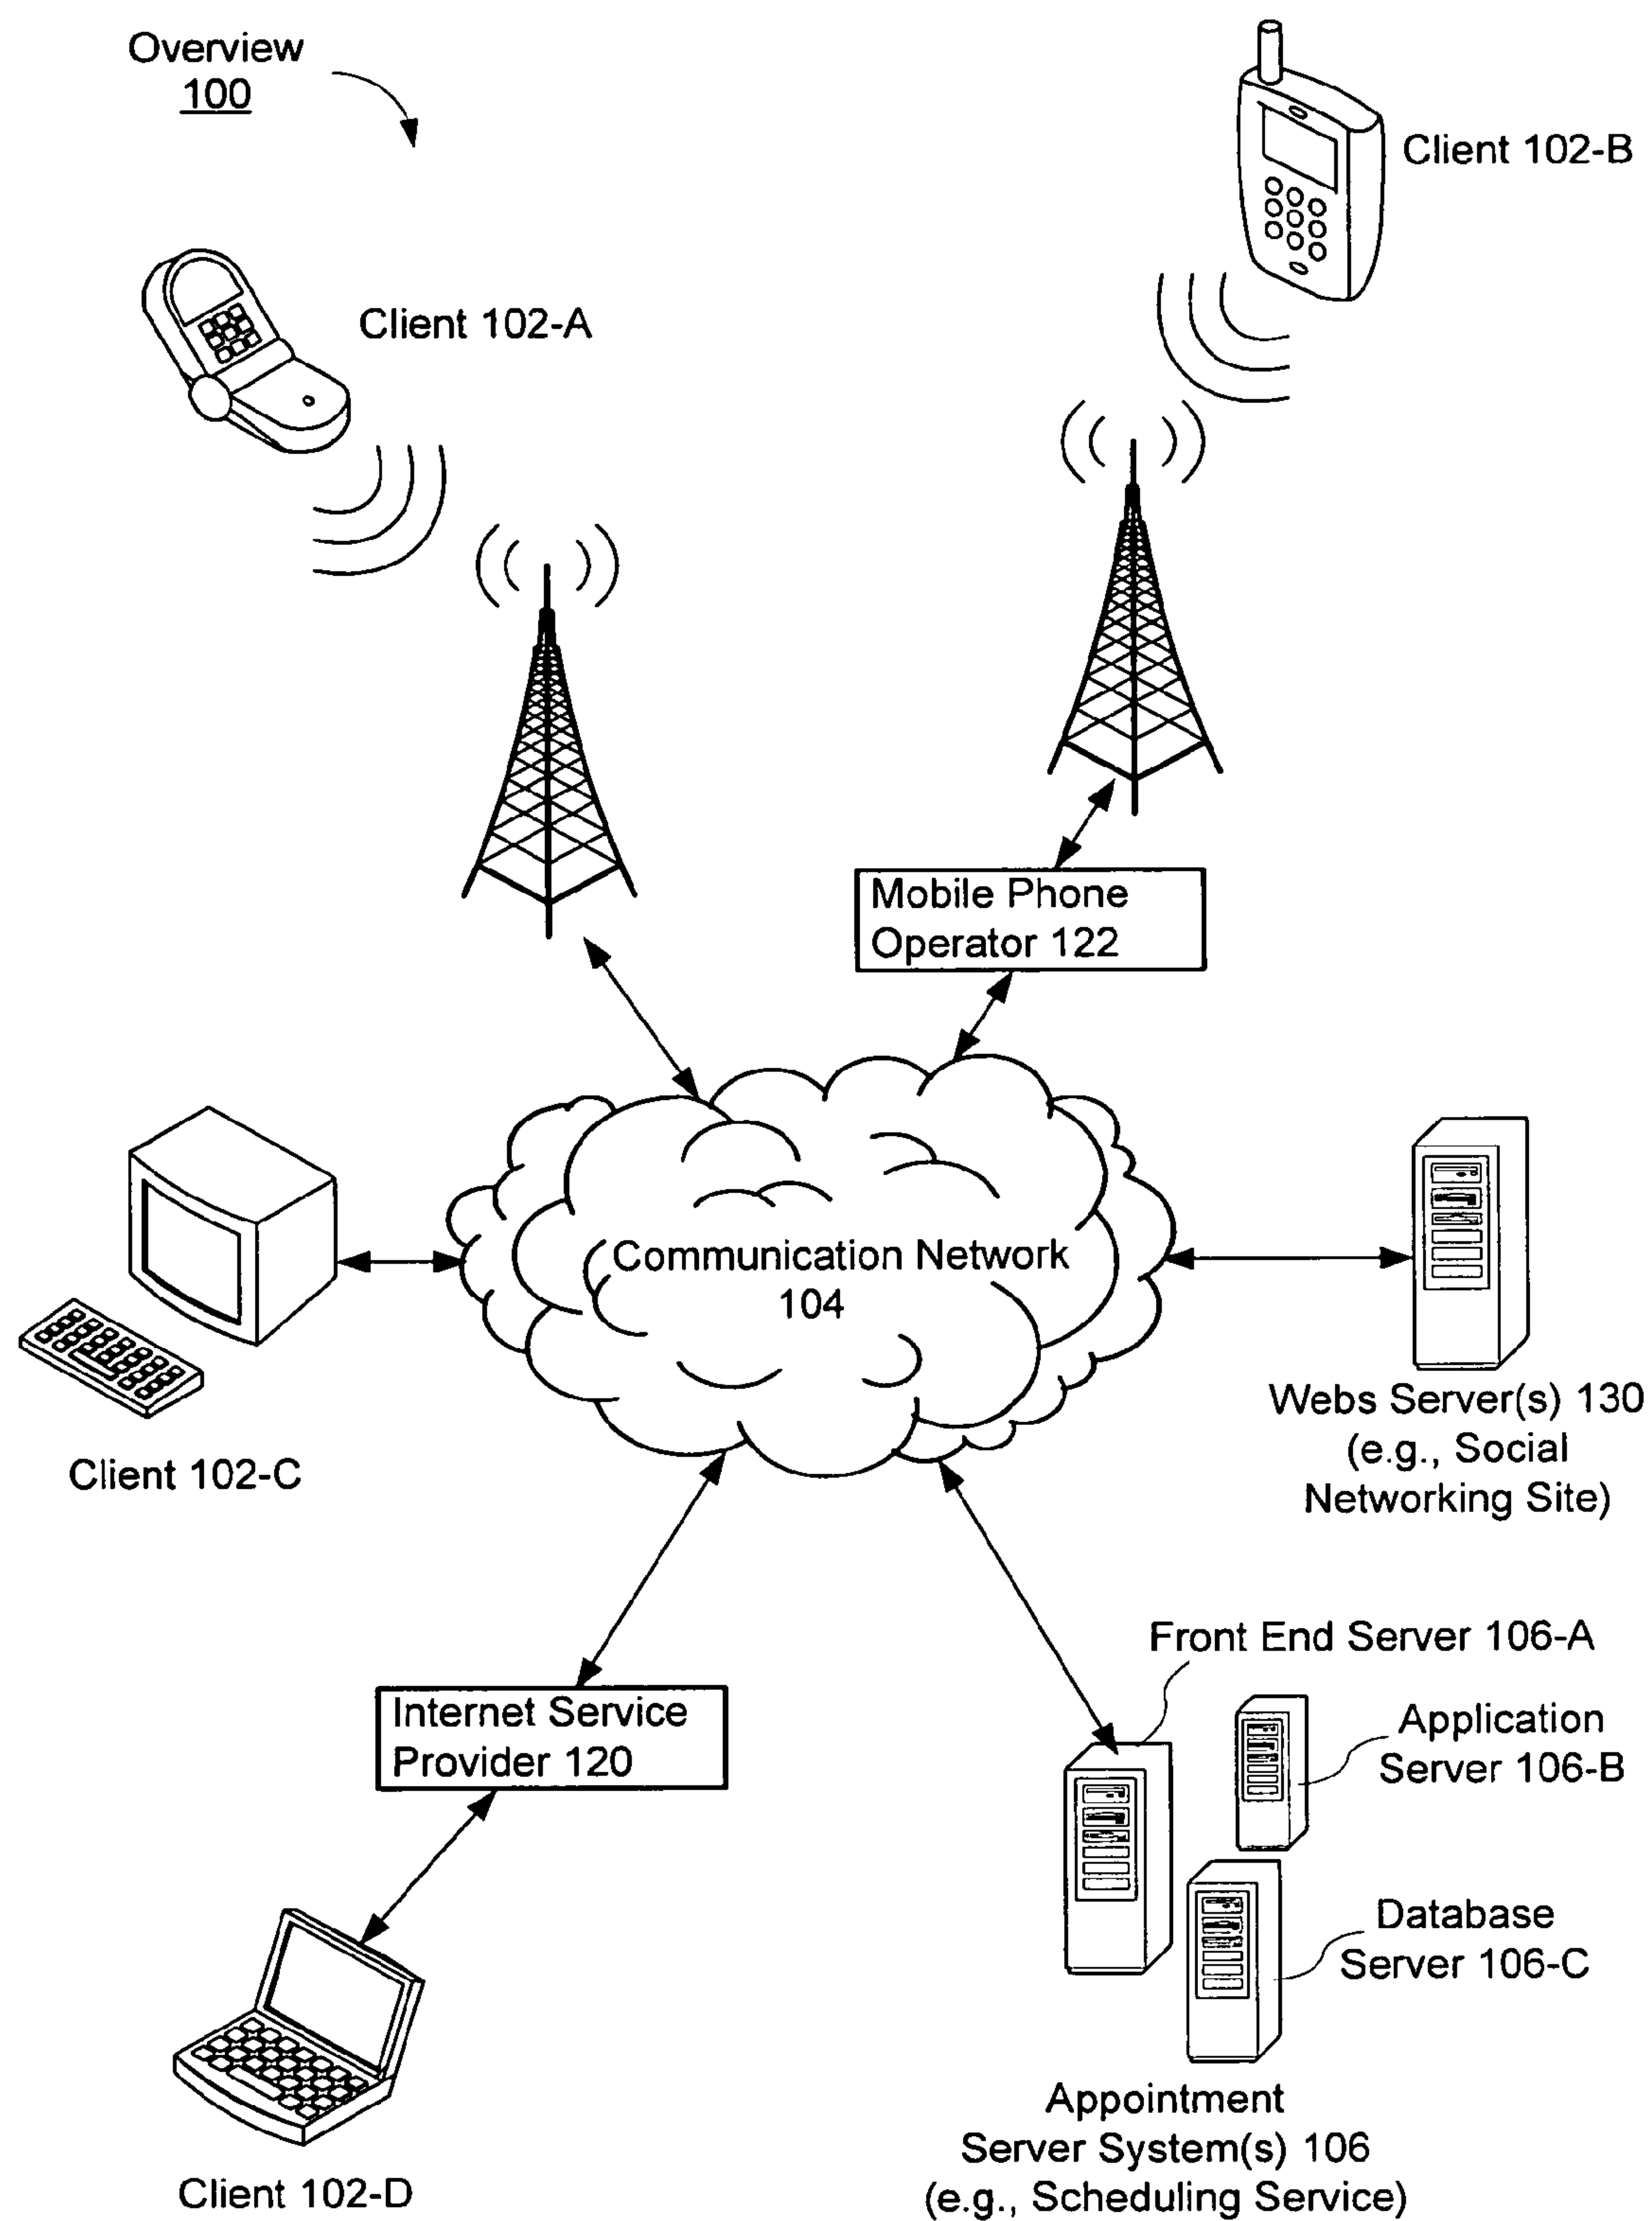 Overview
100
Client 102-B
Client 102-A
Mobile Phone
Operator 122
Communication Network
104
Webs Server(s) 130
(e.g., Social
Networking Site)
Client 102-C
Front End Server 106-A
Internet Service
Provider 120
Application
Server 106-B
Database
Server 106-C
Appointment
Server System(s) 106
(e.g., Scheduling Service)
Client 102-D